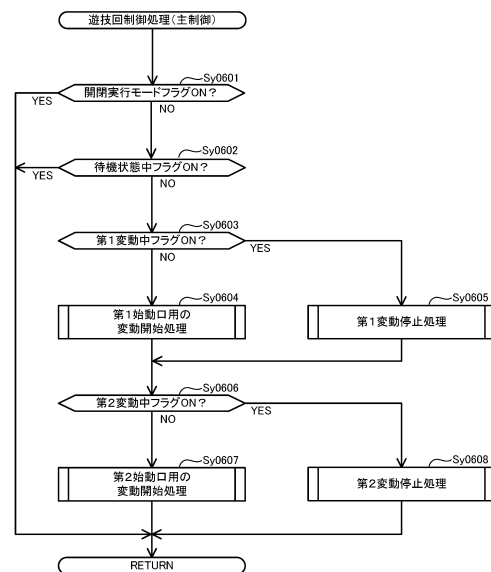 遊技回制御処理(主制御)
Sy0601
開閉実行モードフラグON?
YES
NO
Sy0602
待機状態中フラグON?
YES
NO
Sy0603
第1変動中フラグON?
YES
NO
Sy0604
第1始動口用の
変動開始処理
Sy0605
第1変動停止処理
Sy0606
第2変動中フラグON?
YES
NO
Sy0607
第2始動口用の
変動開始処理
Sy0608
第2変動停止処理
RETURN